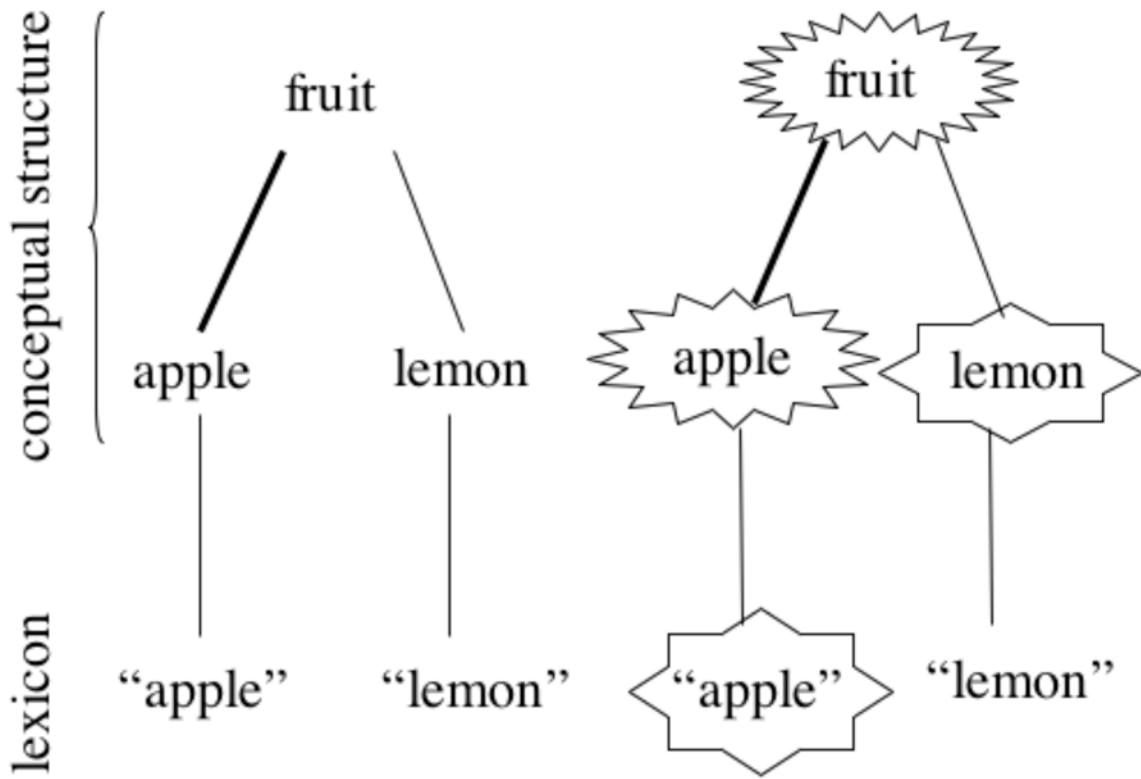 conceptual structure
fruit
fruit
apple
lemon
apple
lemon
lexicon
“apple”
“lemon”
“apple”
“lemon”